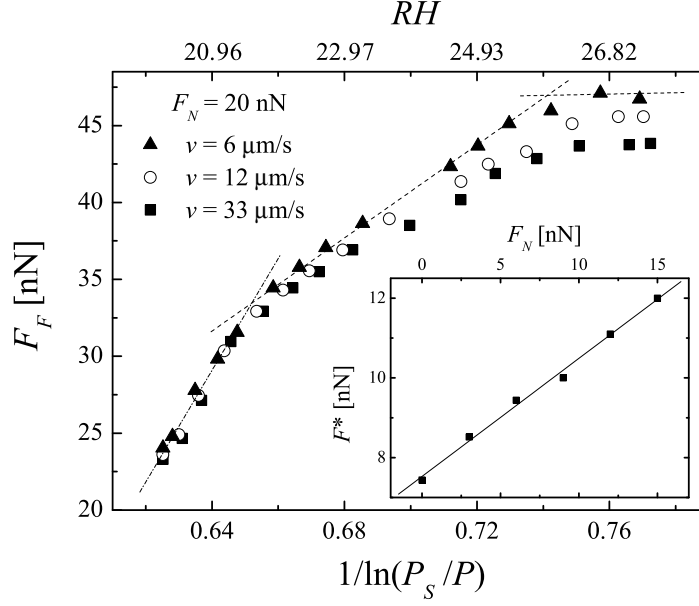 RH
20.96 22.97 24.93 26.82
F_N = 20 nN
v = 6 μm/s
v = 12 μm/s
v = 33 μm/s
45
40
35
30
25
20
F_F [nN]
F_N [nN]
0 5 10 15
12
10
8
F* [nN]
0.64 0.68 0.72 0.76
1/ln(P_S/P)